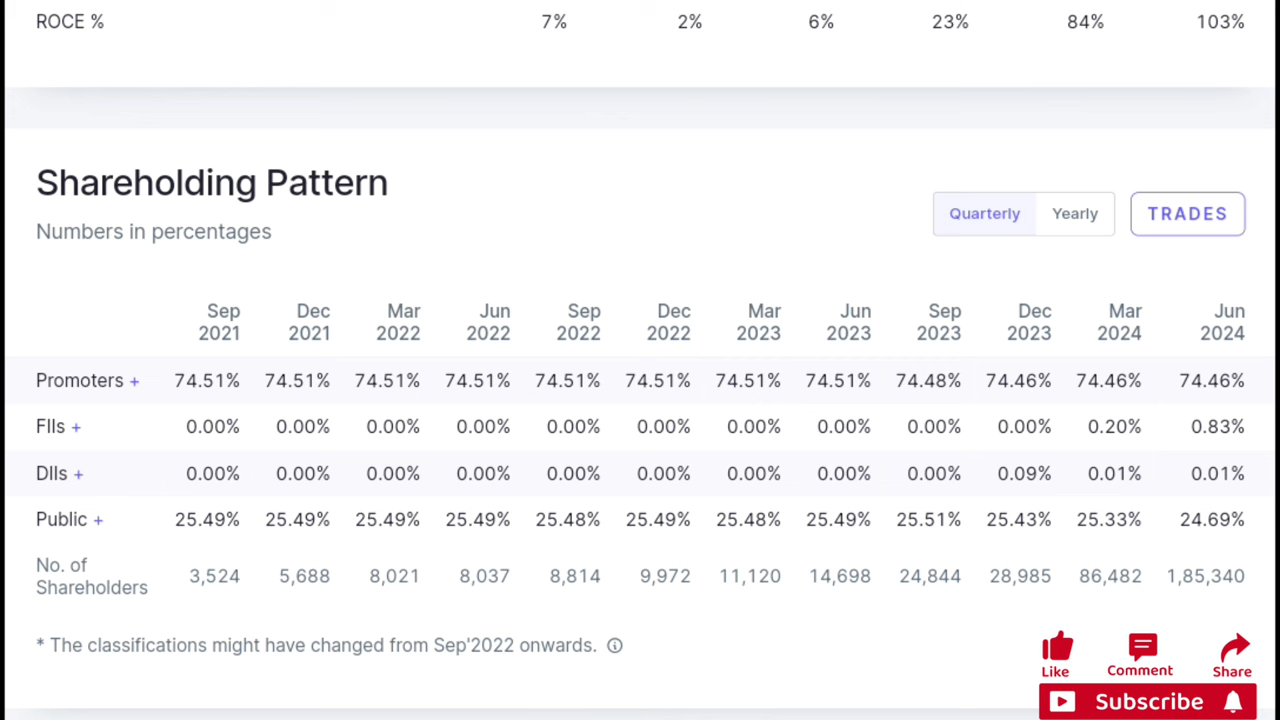 ROCE % 7% 2% 6% 23% 84% 103%
Shareholding Pattern
Numbers in percentages
Quarterly Yearly TRADES
Sep Dec Mar Jun Sep Dec Mar Jun Sep Dec Mar Jun
2021 2021 2022 2022 2022 2022 2023 2023 2023 2023 2024 2024
Promoters + 74.51% 74.51% 74.51% 74.51% 74.51% 74.51% 74.51% 74.51% 74.48% 74.46% 74.46% 74.46%
FIIs + 0.00% 0.00% 0.00% 0.00% 0.00% 0.00% 0.00% 0.00% 0.00% 0.00% 0.20% 0.83%
DIIs + 0.00% 0.00% 0.00% 0.00% 0.00% 0.00% 0.00% 0.00% 0.00% 0.09% 0.01% 0.01%
Public + 25.49% 25.49% 25.49% 25.49% 25.48% 25.49% 25.48% 25.49% 25.51% 25.43% 25.33% 24.69%
No. of
Shareholders 3,524 5,688 8,021 8,037 8,814 9,972 11,120 14,698 24,844 28,985 86,482 1,85,340
* The classifications might have changed from Sep'2022 onwards.
Like Comment Share
Subscribe